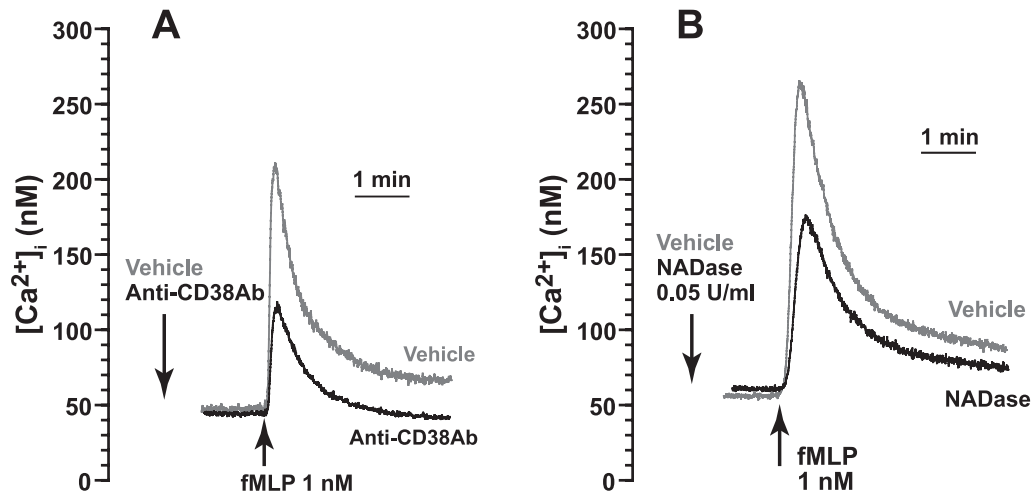 A
300
250
200
150
100
50
0
[Ca2+]i (nM)
1 min
Vehicle
Anti-CD38Ab
Vehicle
Anti-CD38Ab
fMLP 1 nM
B
300
250
200
150
100
50
0
[Ca2+]i (nM)
1 min
Vehicle
NADase
0.05 U/ml
Vehicle
NADase
fMLP
1 nM